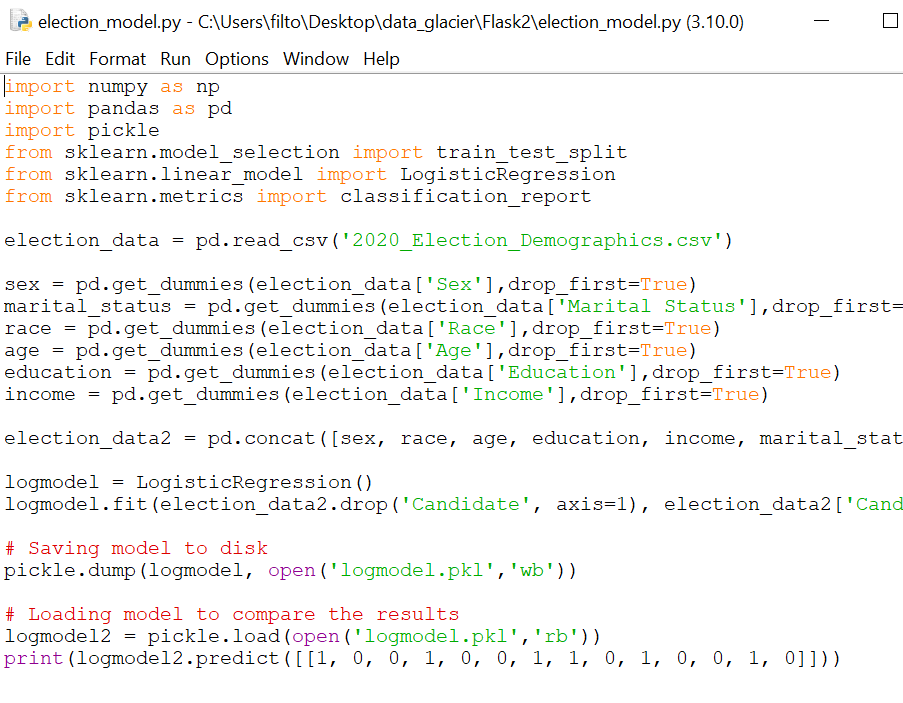 election_model.py - C:\Users\filto\Desktop\data_glacier\Flask2\election_model.py (3.10.0)
File Edit Format Run Options Window Help
import numpy as np
import pandas as pd
import pickle
from sklearn.model_selection import train_test_split
from sklearn.linear_model import LogisticRegression
from sklearn.metrics import classification_report
election_data = pd.read_csv('2020_Election_Demographics.csv')
sex = pd.get_dummies(election_data['Sex'],drop_first=True)
marital_status = pd.get_dummies(election_data['Marital Status'],drop_first=
race = pd.get_dummies(election_data['Race'],drop_first=True)
age = pd.get_dummies(election_data['Age'],drop_first=True)
education = pd.get_dummies(election_data['Education'],drop_first=True)
income = pd.get_dummies(election_data['Income'],drop_first=True)
election_data2 = pd.concat([sex, race, age, education, income, marital_stat
logmodel = LogisticRegression()
logmodel.fit(election_data2.drop('Candidate', axis=1), election_data2['Cand
# Saving model to disk
pickle.dump(logmodel, open('logmodel.pkl','wb'))
# Loading model to compare the results
logmodel2 = pickle.load(open('logmodel.pkl','rb'))
print(logmodel2.predict([[1, 0, 0, 1, 0, 0, 1, 1, 0, 1, 0, 0, 1, 0]]))